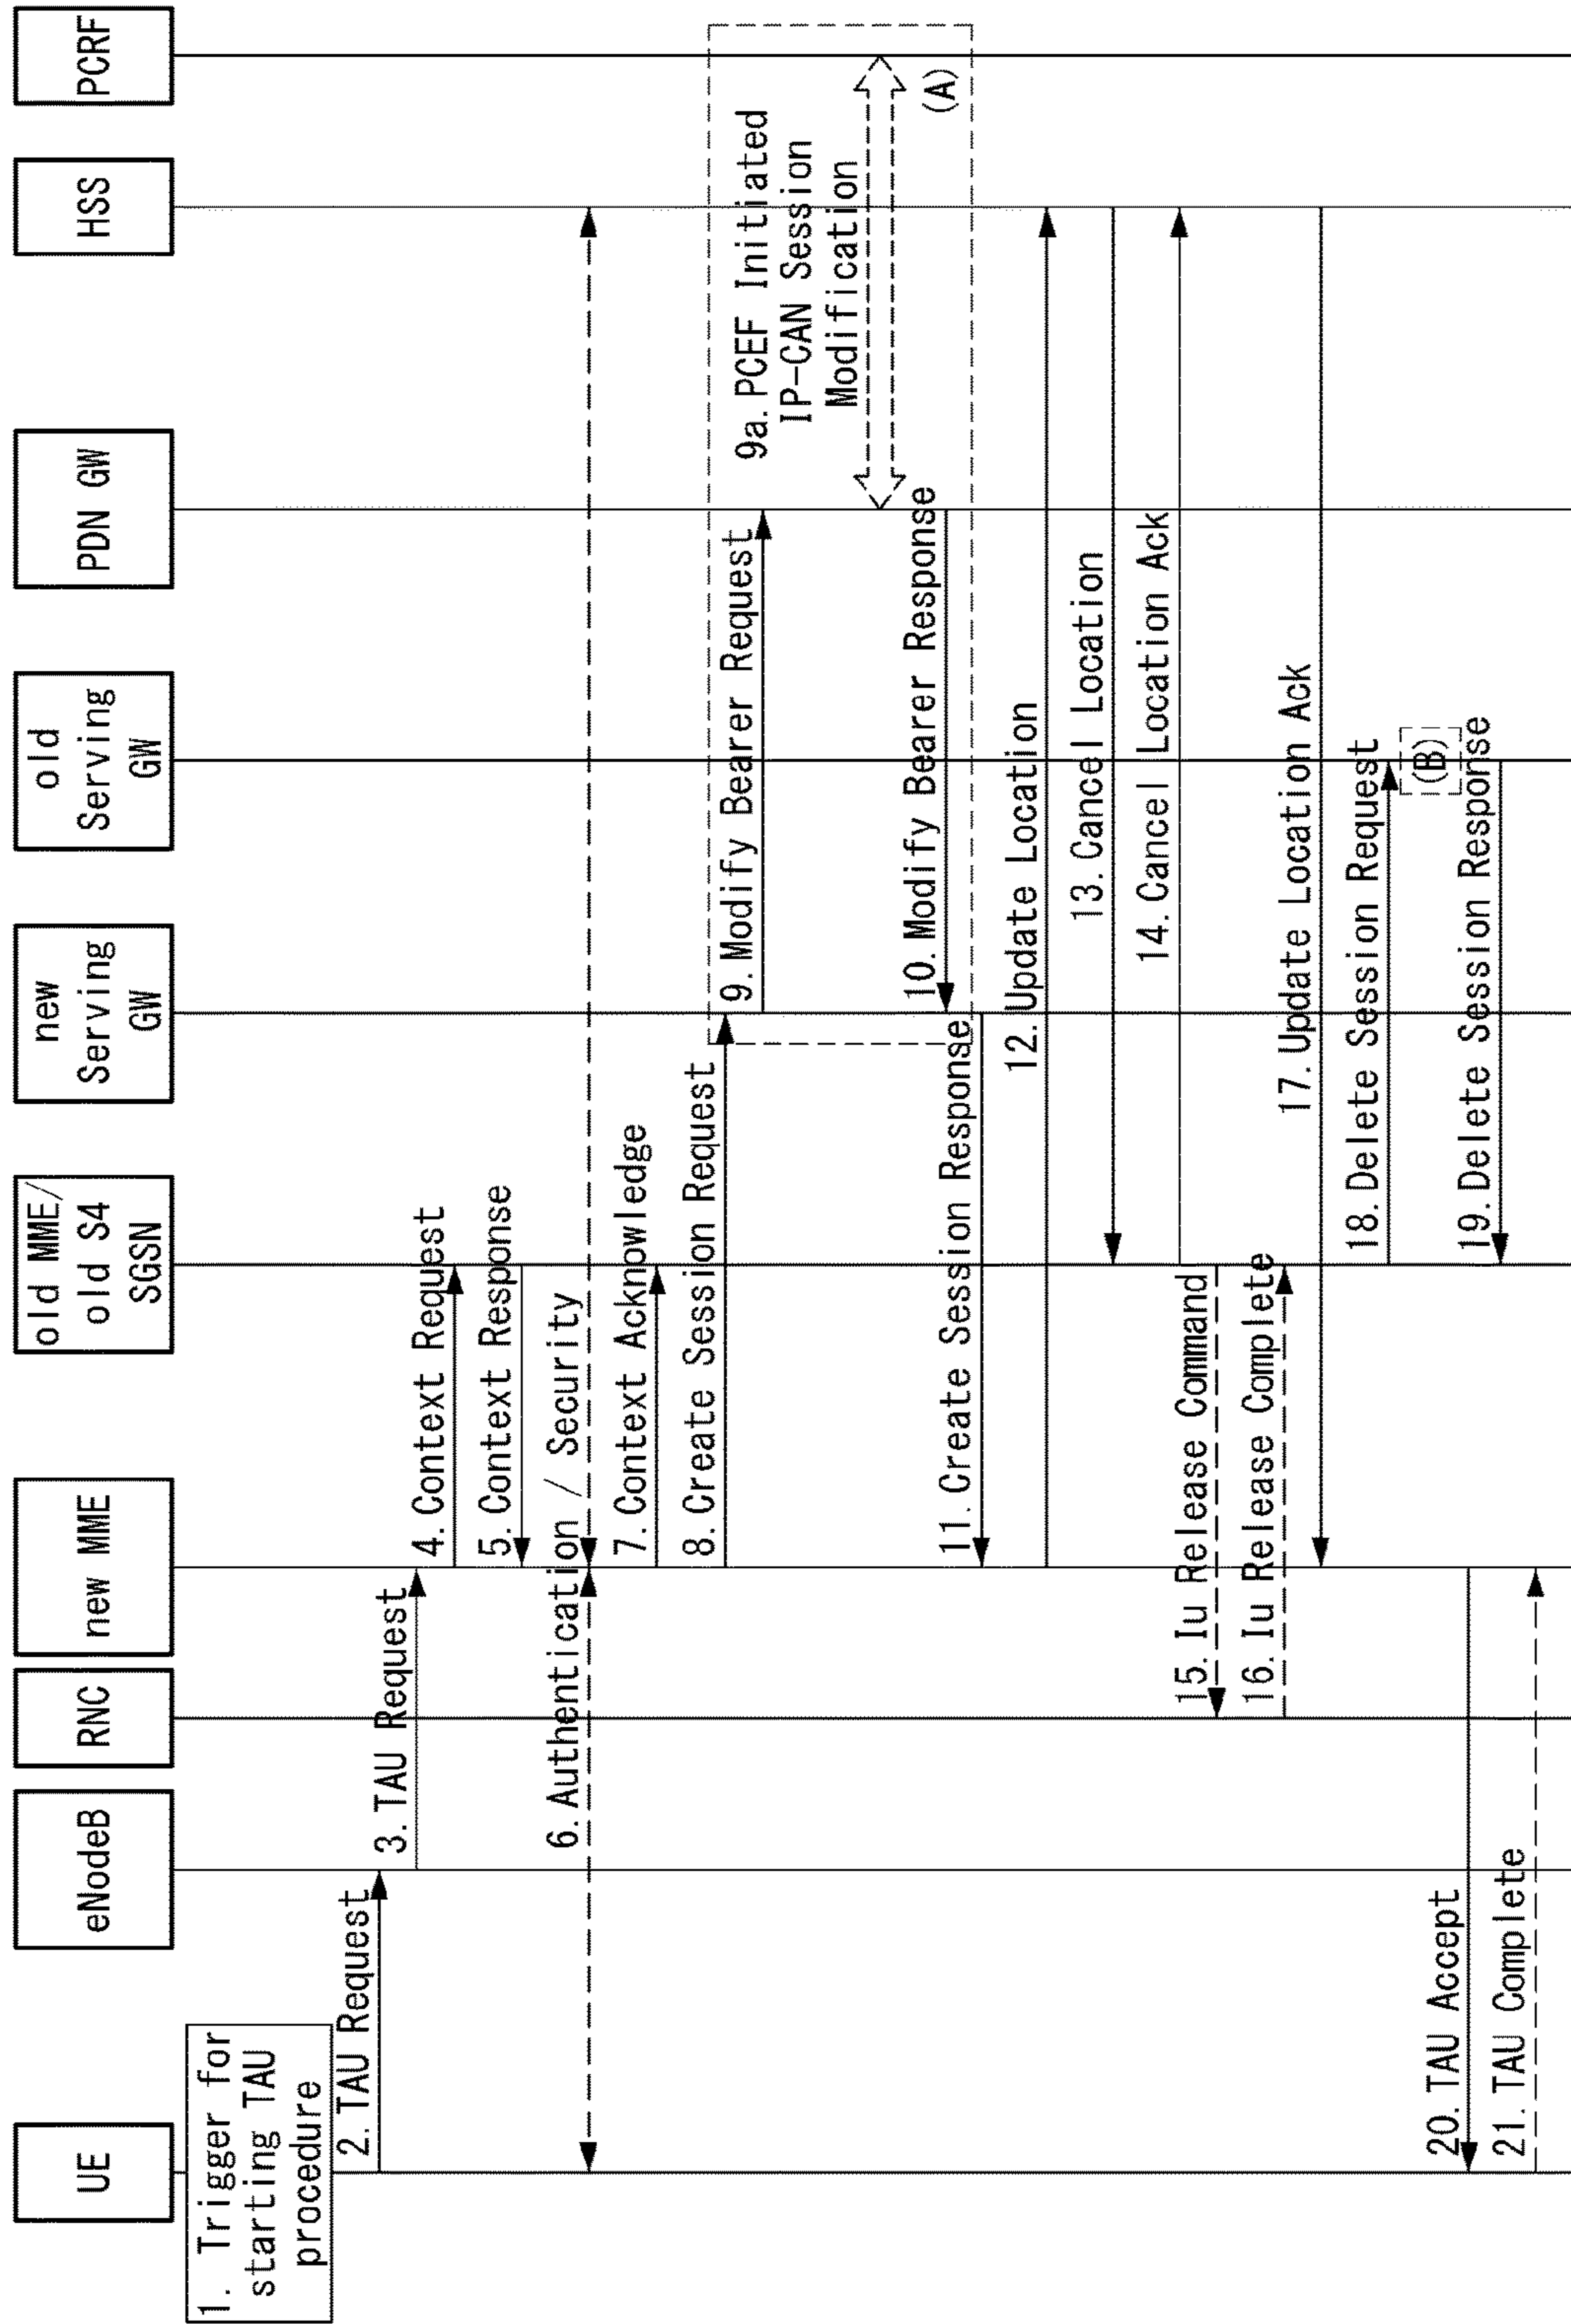 UE
eNodeB
RNC
new MME
old MME/
old S4
SGSN
new
Serving
GW
old
Serving
GW
PDN GW
HSS
PCRF
1. Trigger for
starting TAU
procedure
2. TAU Request
3. TAU Request
4. Context Request
5. Context Response
6. Authentication / Security
7. Context Acknowledge
8. Create Session Request
9. Modify Bearer Request
9a. PCEF Initiated
IP-CAN Session
Modification
(A)
10. Modify Bearer Response
11. Create Session Response
12. Update Location
13. Cancel Location
14. Cancel Location Ack
15. Iu Release Command
16. Iu Release Complete
17. Update Location Ack
18. Delete Session Request
(B)
19. Delete Session Response
20. TAU Accept
21. TAU Complete